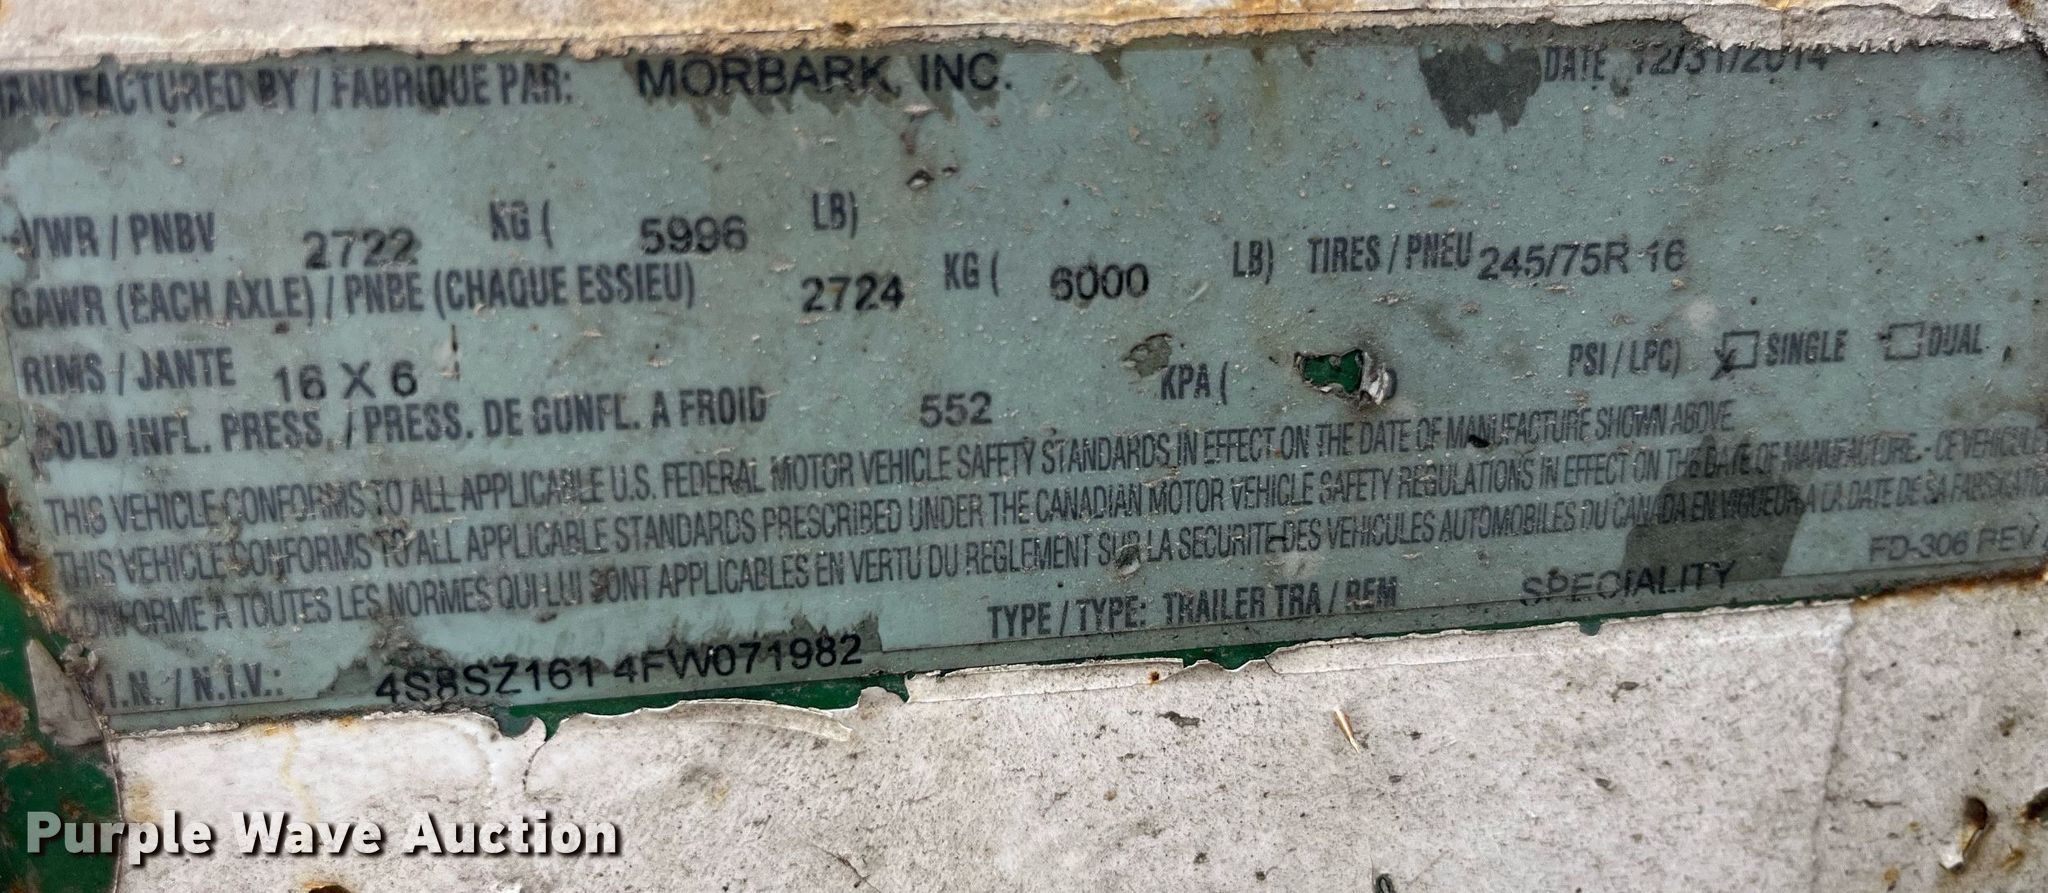 MANUFACTURED BY / FABRIQUE PAR: MORBARK, INC. DATE 12/31/2014
GVWR / PNBV 2722 KG ( 5996 LB)
GAWR (EACH AXLE) / PNBE (CHAQUE ESSIEU) 2724 KG ( 6000 LB) TIRES / PNEU 245/75R 16
RIMS / JANTE 16 X 6
COLD INFL. PRESS. / PRESS. DE GONFL. A FROID 552 KPA ( PSI / LPC) X SINGLE DUAL
THIS VEHICLE CONFORMS TO ALL APPLICABLE U.S. FEDERAL MOTOR VEHICLE SAFETY STANDARDS IN EFFECT ON THE DATE OF MANUFACTURE SHOWN ABOVE.
THIS VEHICLE CONFORMS TO ALL APPLICABLE STANDARDS PRESCRIBED UNDER THE CANADIAN MOTOR VEHICLE SAFETY REGULATIONS IN EFFECT ON THE DATE OF MANUFACTURE. - CE VEHICULE
CONFORME A TOUTES LES NORMES QUI LUI SONT APPLICABLES EN VERTU DU REGLEMENT SUR LA SECURITE DES VEHICULES AUTOMOBILES DU CANADA EN VIGUEUR A LA DATE DE SA FABRICATION
FD-306 REV
V.I.N. / N.I.V.: 4S8SZ161 4FW071982 TYPE / TYPE: TRAILER TRA / REM SPECIALITY
Purple Wave Auction